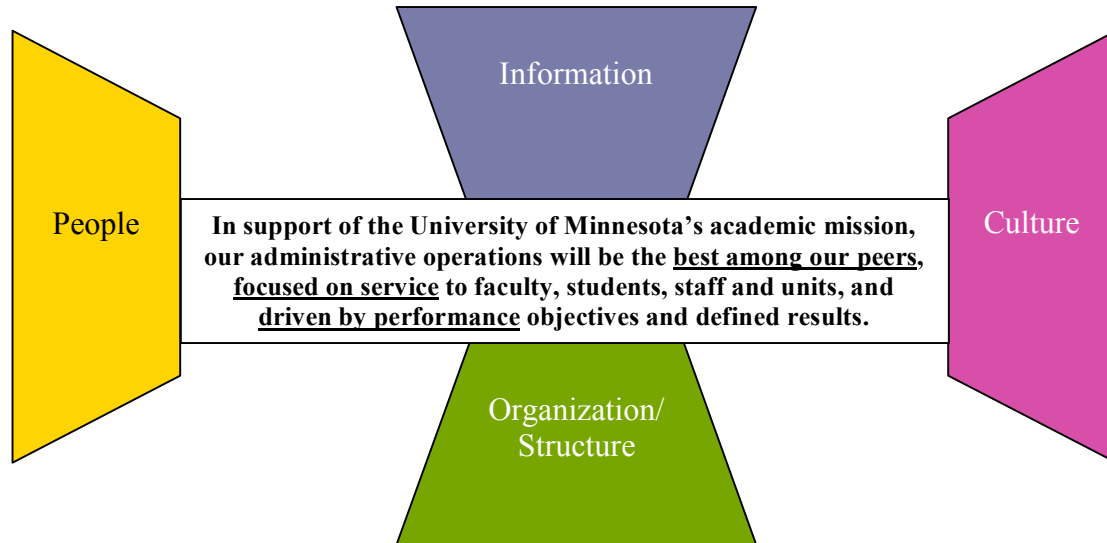 Information
People
In support of the University of Minnesota’s academic mission,
our administrative operations will be the best among our peers,
focused on service to faculty, students, staff and units, and
driven by performance objectives and defined results.
Culture
Organization/
Structure